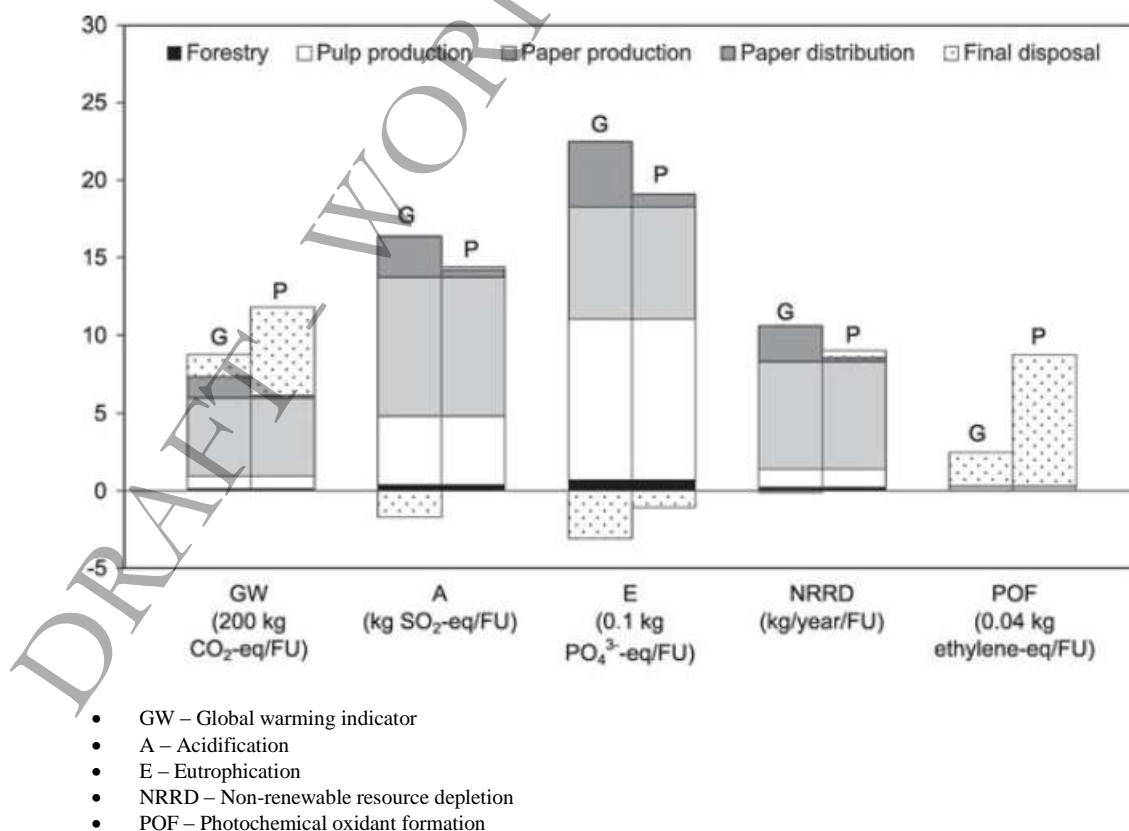 30
■ Forestry □ Pulp production ■ Paper production ■ Paper distribution Final disposal
25
G
20
P
G
15
P
P
G
P
P
10
G
5
G
0
-5
GW A E NRRD POF
(200 kg (kg SO₂-eq/FU) (0.1 kg (kg/year/FU) (0.04 kg
CO₂-eq/FU) PO₄³⁻-eq/FU) ethylene-eq/FU)
• GW – Global warming indicator
• A – Acidification
• E – Eutrophication
• NRRD – Non-renewable resource depletion
• POF – Photochemical oxidant formation